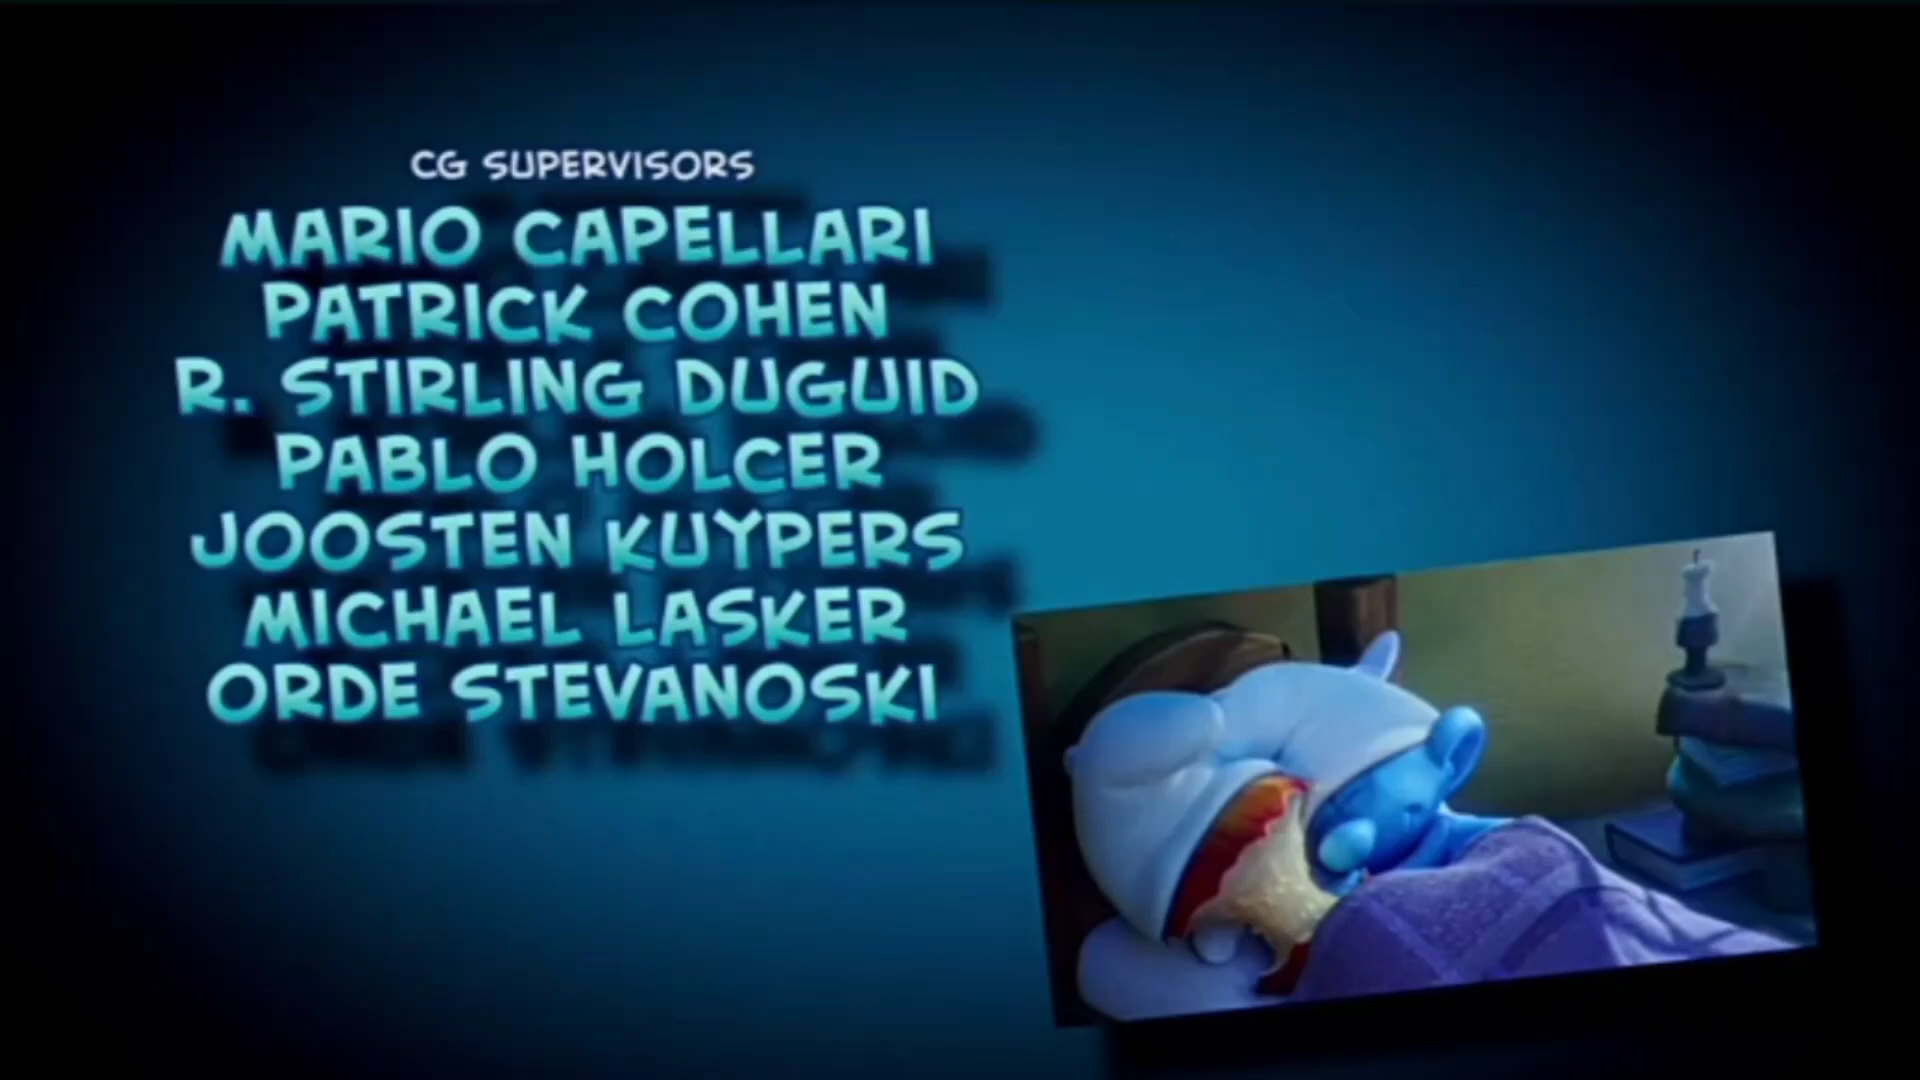 CG SUPERVISORS
MARIO CAPELLARI
PATRICK COHEN
R. STIRLING DUGUID
PABLO HOLCER
JOOSTEN KUYPERS
MICHAEL LASKER
ORDE STEVANOSKI